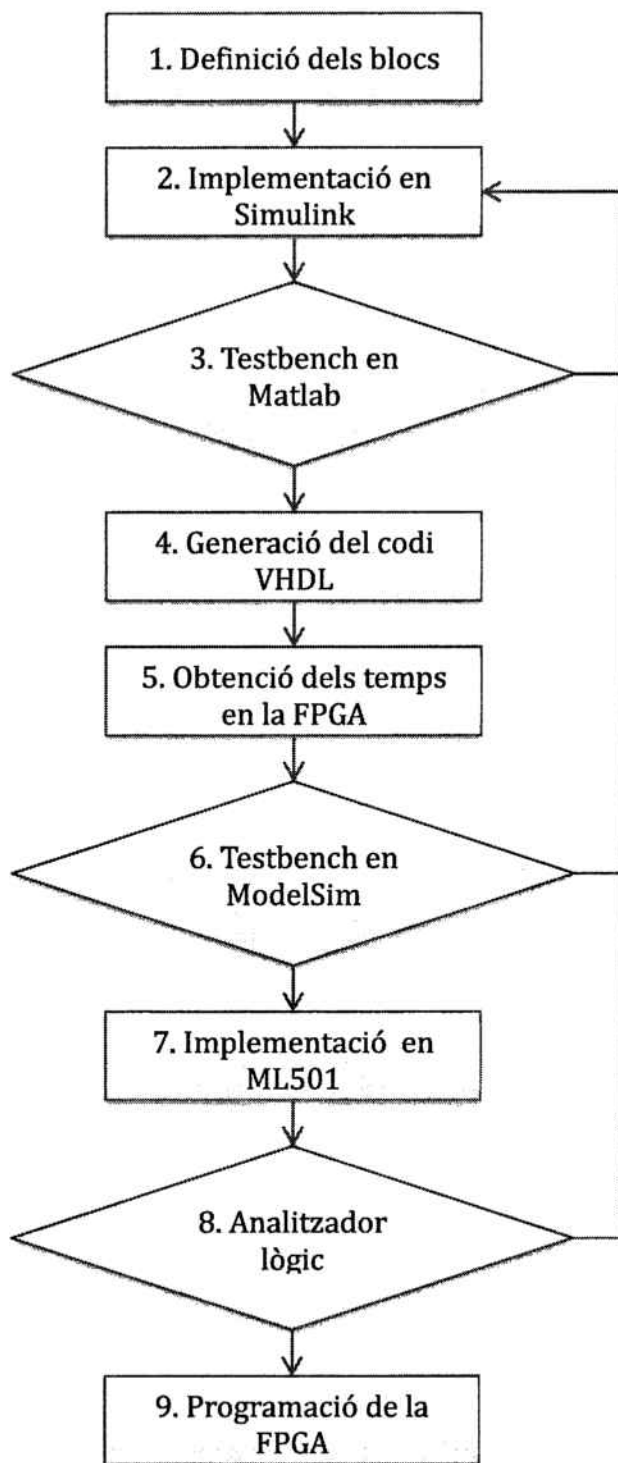 1. Definició dels blocs
2. Implementació en
Simulink
3. Testbench en
Matlab
4. Generació del codi
VHDL
5. Obtenció dels temps
en la FPGA
6. Testbench en
ModelSim
7. Implementació en
ML501
8. Analitzador
lògic
9. Programació de la
FPGA